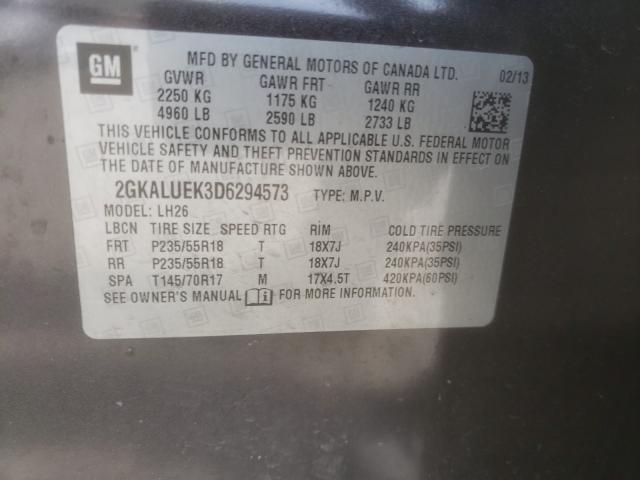 GM
MFD BY GENERAL MOTORS OF CANADA LTD. 02/13
GVWR GAWR FRT GAWR RR
2250 KG 1175 KG 1240 KG
4960 LB 2590 LB 2733 LB
THIS VEHICLE CONFORMS TO ALL APPLICABLE U.S. FEDERAL MOTOR
VEHICLE SAFETY AND THEFT PREVENTION STANDARDS IN EFFECT ON
THE DATE OF MANUFACTURE SHOWN ABOVE.
2GKALUEK3D6294573 TYPE: M.P.V.
MODEL: LH26
LBCN TIRE SIZE SPEED RTG RIM COLD TIRE PRESSURE
FRT P235/55R18 T 18X7J 240KPA(35PSI)
RR P235/55R18 T 18X7J 240KPA(35PSI)
SPA T145/70R17 M 17X4.5T 420KPA(60PSI)
SEE OWNER'S MANUAL FOR MORE INFORMATION.